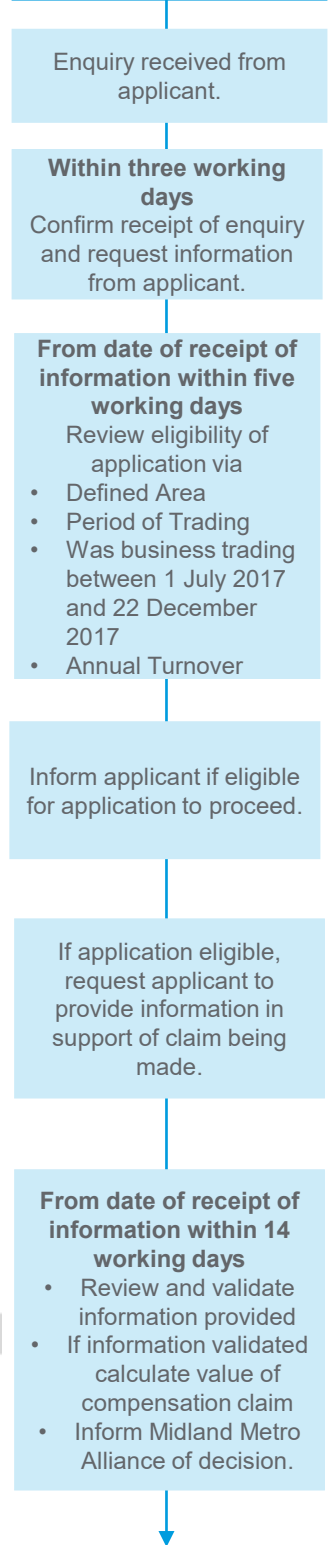 Enquiry received from
applicant.
Within three working
days
Confirm receipt of enquiry
and request information
from applicant.
From date of receipt of
information within five
working days
Review eligibility of
application via
• Defined Area
• Period of Trading
• Was business trading
between 1 July 2017
and 22 December
2017
• Annual Turnover
Inform applicant if eligible
for application to proceed.
If application eligible,
request applicant to
provide information in
support of claim being
made.
From date of receipt of
information within 14
working days
• Review and validate
information provided
• If information validated
calculate value of
compensation claim
• Inform Midland Metro
Alliance of decision.